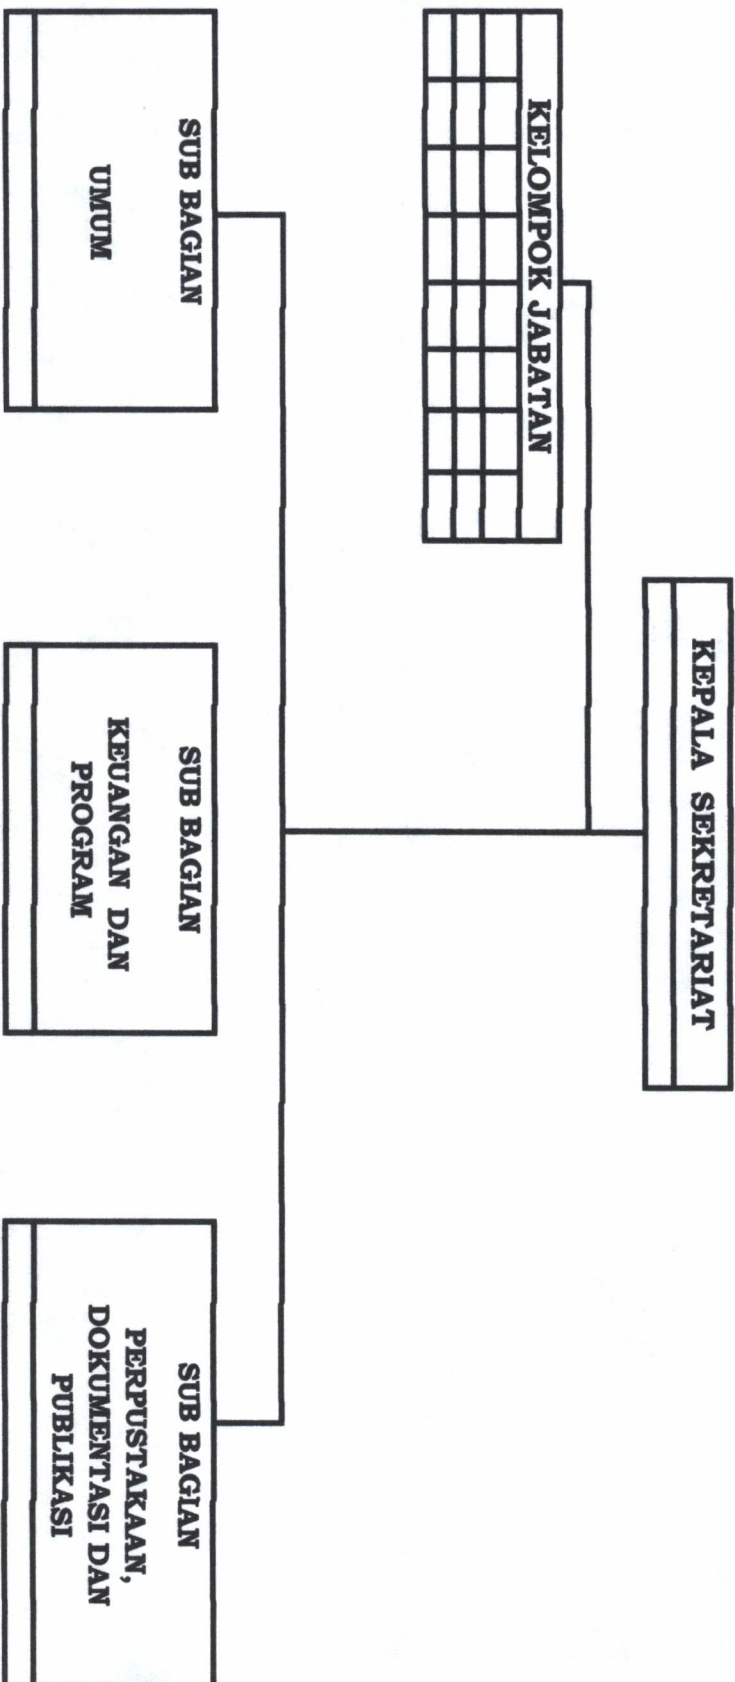 KEPALA SEKRETARIAT
KELOMPOK JABATAN
SUB BAGIAN
UMUM
SUB BAGIAN
KEUANGAN DAN
PROGRAM
SUB BAGIAN
PERPUSTAKAAN,
DOKUMENTASI DAN
PUBLIKASI